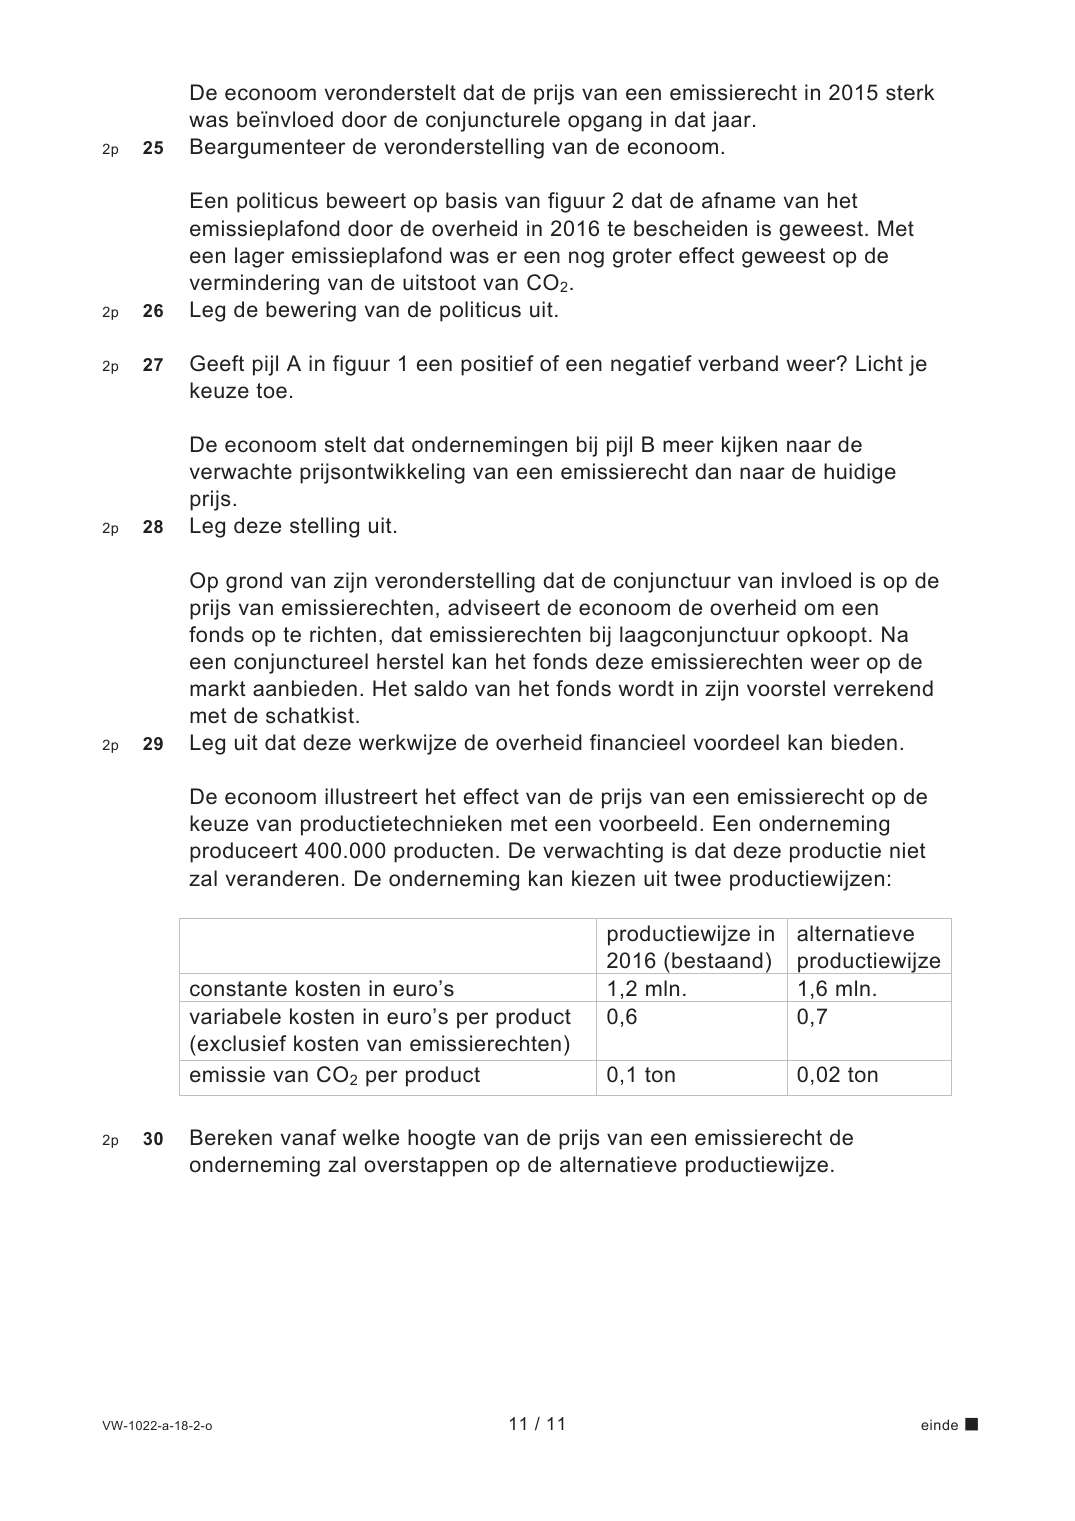 De econoom veronderstelt dat de prijs van een emissierecht in 2015 sterk
was beïnvloed door de conjuncturele opgang in dat jaar.
2p 25 Beargumenteer de veronderstelling van de econoom.
Een politicus beweert op basis van figuur 2 dat de afname van het
emissieplafond door de overheid in 2016 te bescheiden is geweest. Met
een lager emissieplafond was er een nog groter effect geweest op de
vermindering van de uitstoot van CO2.
2p 26 Leg de bewering van de politicus uit.
2p 27 Geeft pijl A in figuur 1 een positief of een negatief verband weer? Licht je
keuze toe.
De econoom stelt dat ondernemingen bij pijl B meer kijken naar de
verwachte prijsontwikkeling van een emissierecht dan naar de huidige
prijs.
2p 28 Leg deze stelling uit.
Op grond van zijn veronderstelling dat de conjunctuur van invloed is op de
prijs van emissierechten, adviseert de econoom de overheid om een
fonds op te richten, dat emissierechten bij laagconjunctuur opkoopt. Na
een conjunctureel herstel kan het fonds deze emissierechten weer op de
markt aanbieden. Het saldo van het fonds wordt in zijn voorstel verrekend
met de schatkist.
2p 29 Leg uit dat deze werkwijze de overheid financieel voordeel kan bieden.
De econoom illustreert het effect van de prijs van een emissierecht op de
keuze van productietechnieken met een voorbeeld. Een onderneming
produceert 400.000 producten. De verwachting is dat deze productie niet
zal veranderen. De onderneming kan kiezen uit twee productiewijzen:
productiewijze in alternatieve
2016 (bestaand) productiewijze
constante kosten in euro's 1,2 mln. 1,6 mln.
variabele kosten in euro's per product 0,6 0,7
(exclusief kosten van emissierechten)
emissie van CO2 per product 0,1 ton 0,02 ton
2p 30 Bereken vanaf welke hoogte van de prijs van een emissierecht de
onderneming zal overstappen op de alternatieve productiewijze.
VW-1022-a-18-2-o 11 / 11 einde